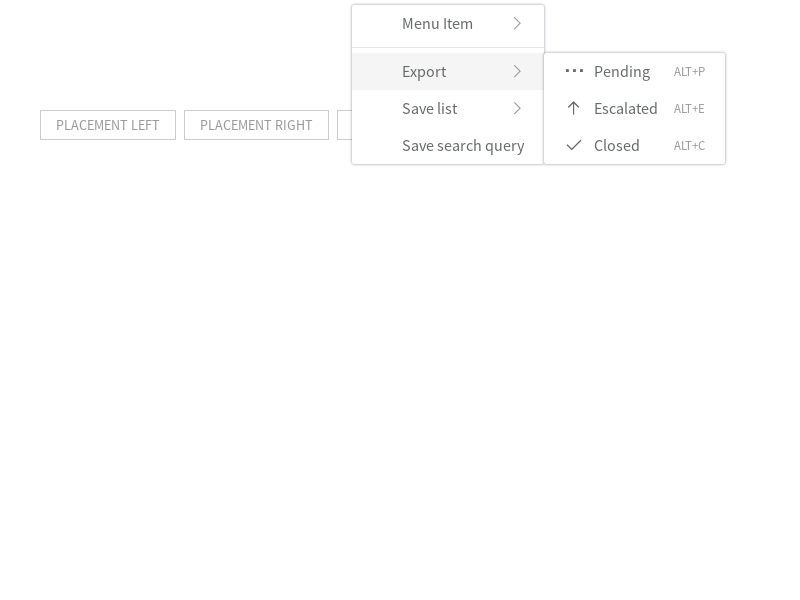 Menu Item
Export
Pending ALT+P
PLACEMENT LEFT
PLACEMENT RIGHT
Save list
Escalated ALT+E
Save search query
Closed ALT+C